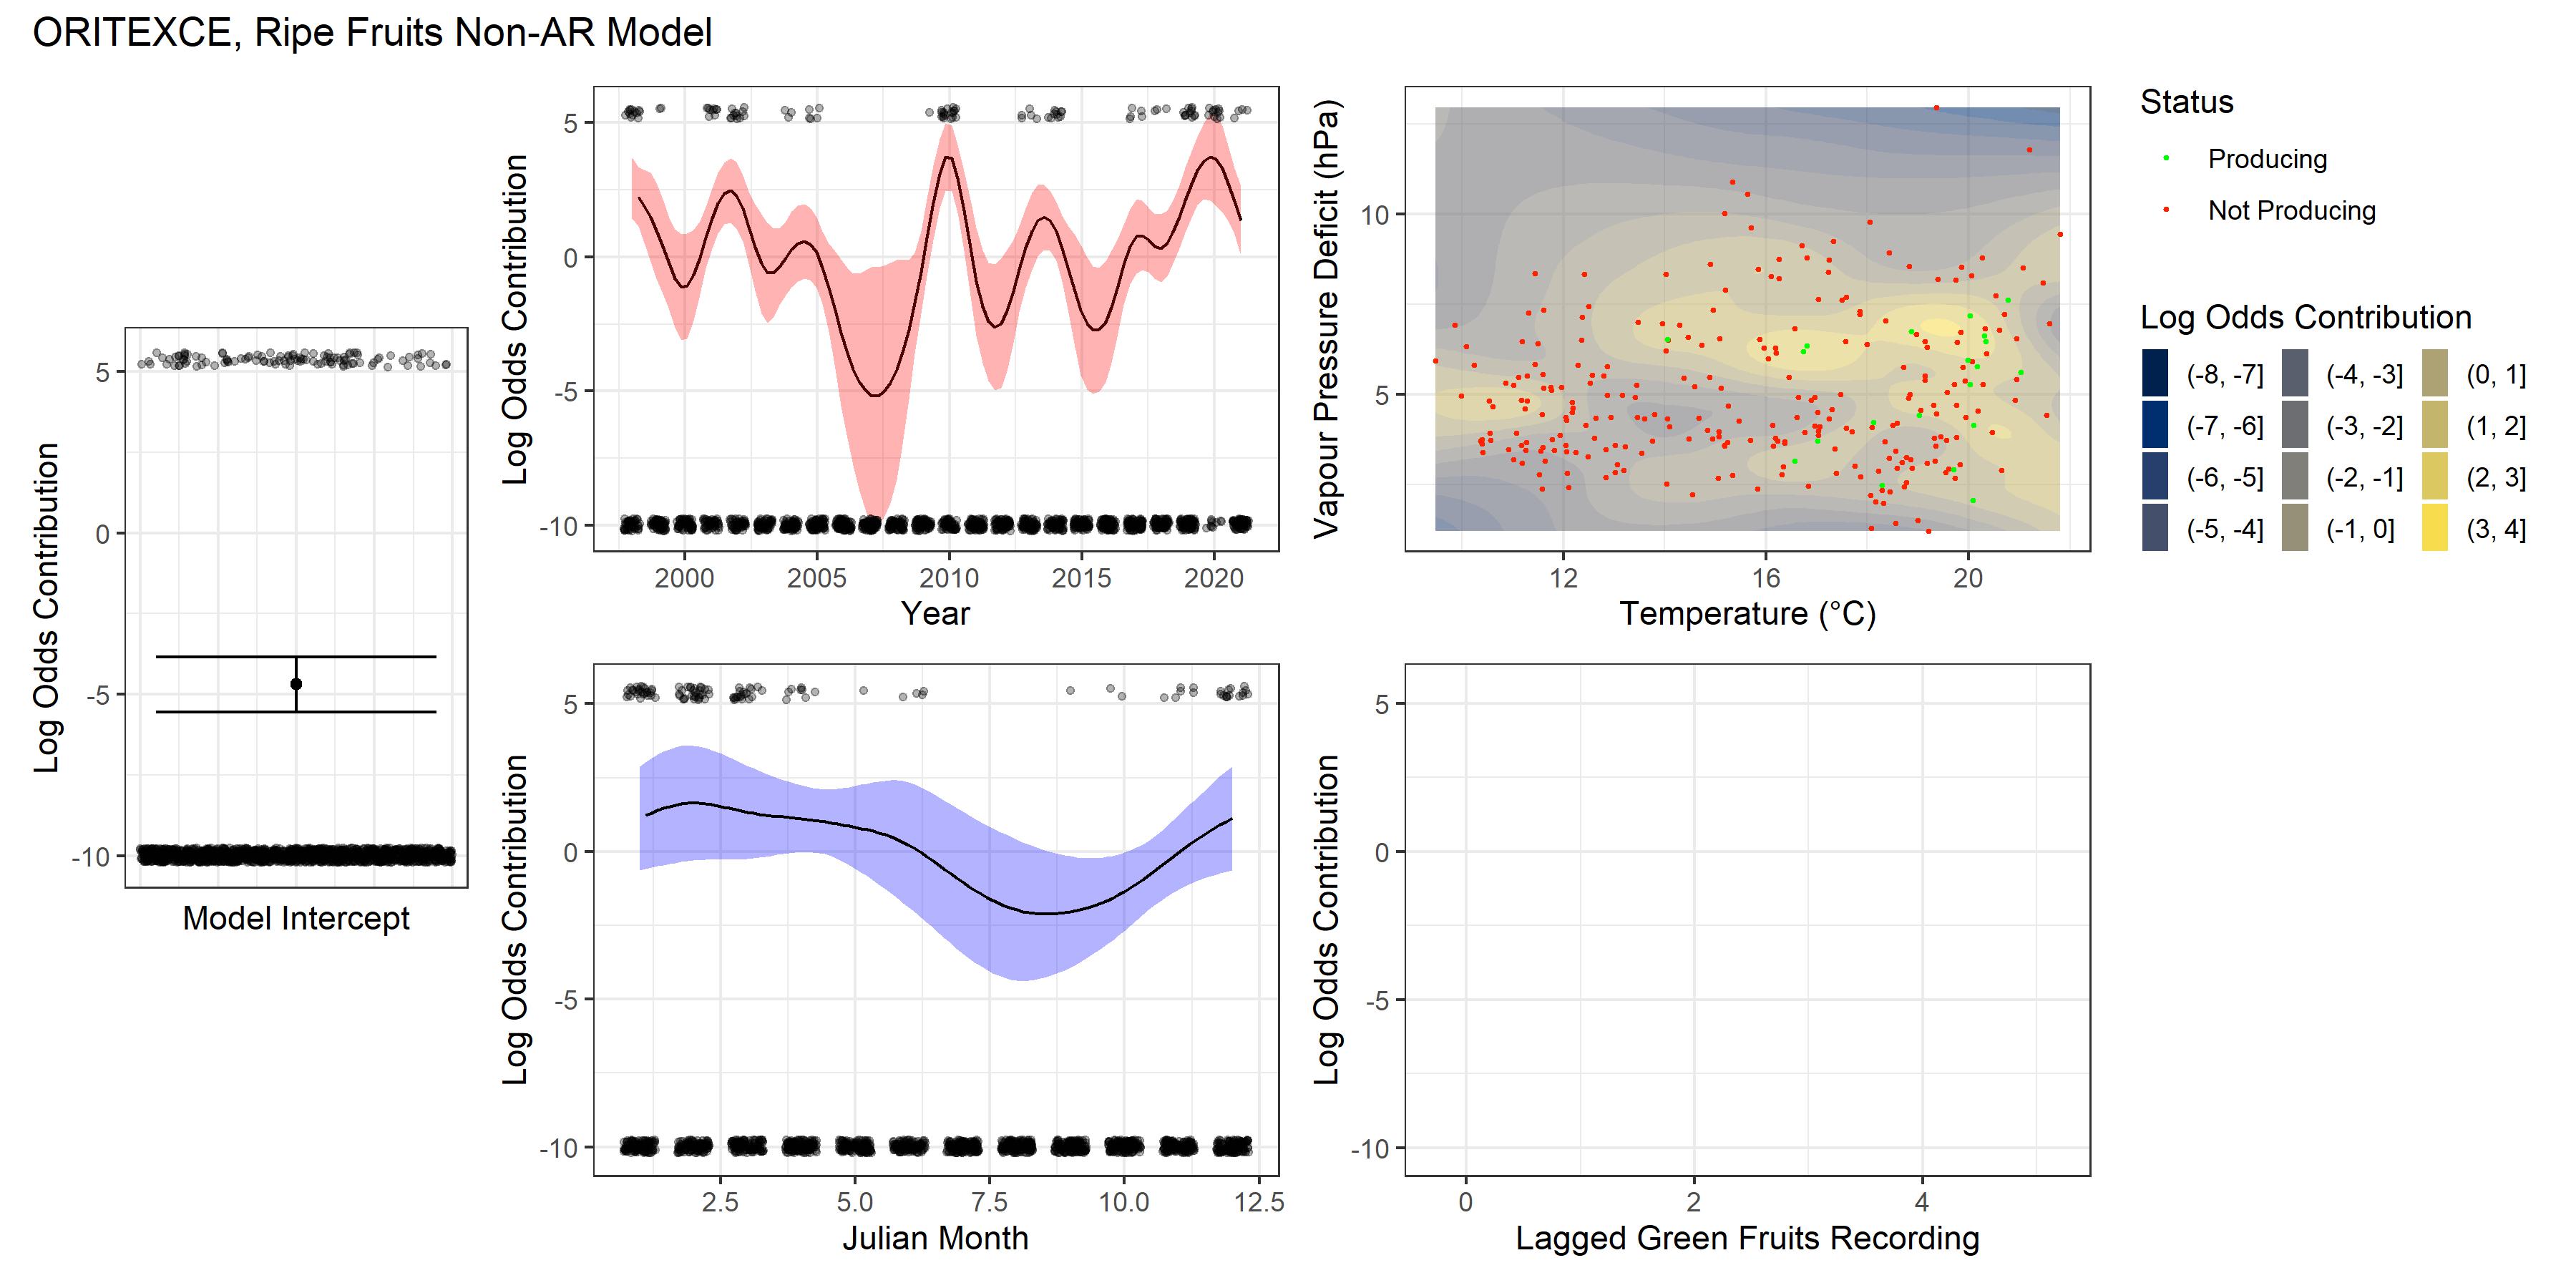 ORITEXCE, Ripe Fruits Non-AR Model
Log Odds Contribution
5
0
-5
-10
Model Intercept
Log Odds Contribution
5
0
-5
-10
2000 2005 2010 2015 2020
Year
Vapour Pressure Deficit (hPa)
10
5
12 16 20
Temperature (°C)
Status
Producing
Not Producing
Log Odds Contribution
(-8, -7] (-4, -3] (0, 1]
(-7, -6] (-3, -2] (1, 2]
(-6, -5] (-2, -1] (2, 3]
(-5, -4] (-1, 0] (3, 4]
Log Odds Contribution
5
0
-5
-10
2.5 5.0 7.5 10.0 12.5
Julian Month
Log Odds Contribution
5
0
-5
-10
0 2 4
Lagged Green Fruits Recording